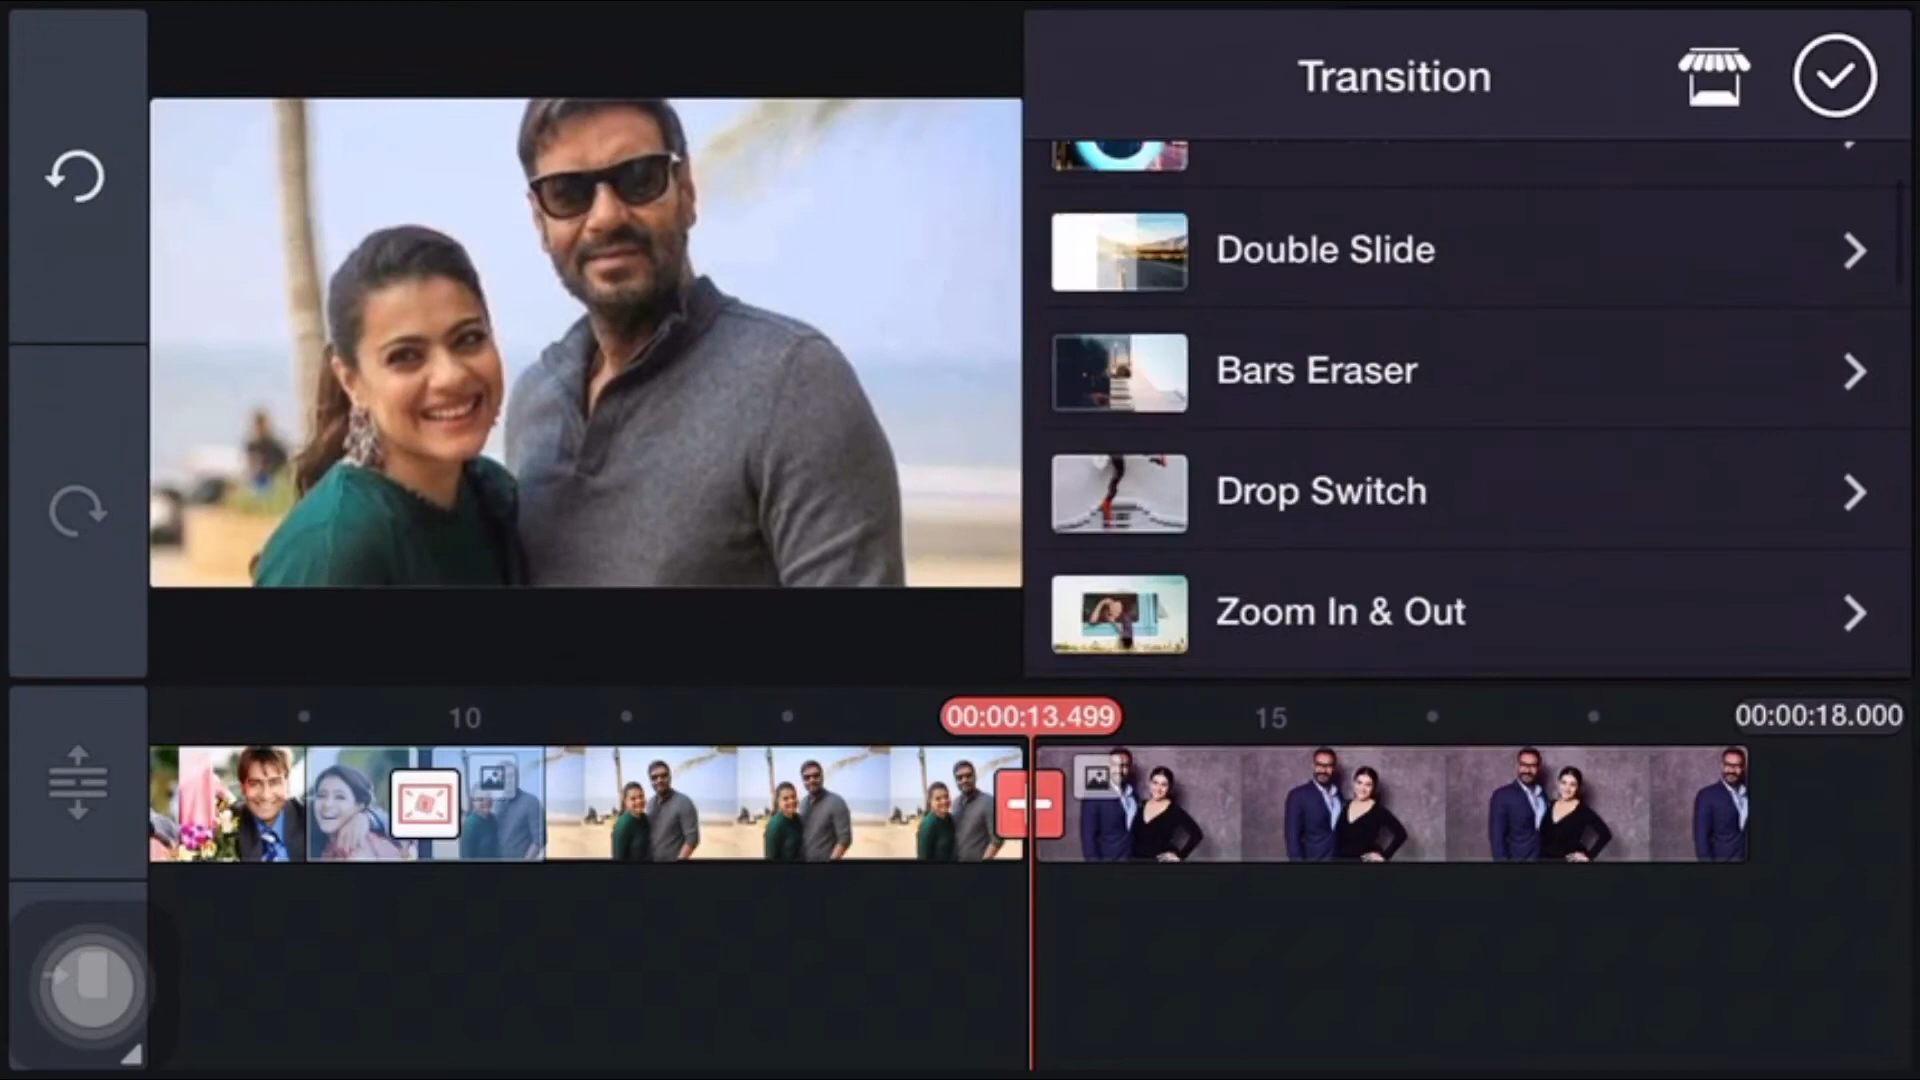 Transition
Double Slide
Bars Eraser
Drop Switch
Zoom In & Out
10
00:00:13.499
15
00:00:18.000